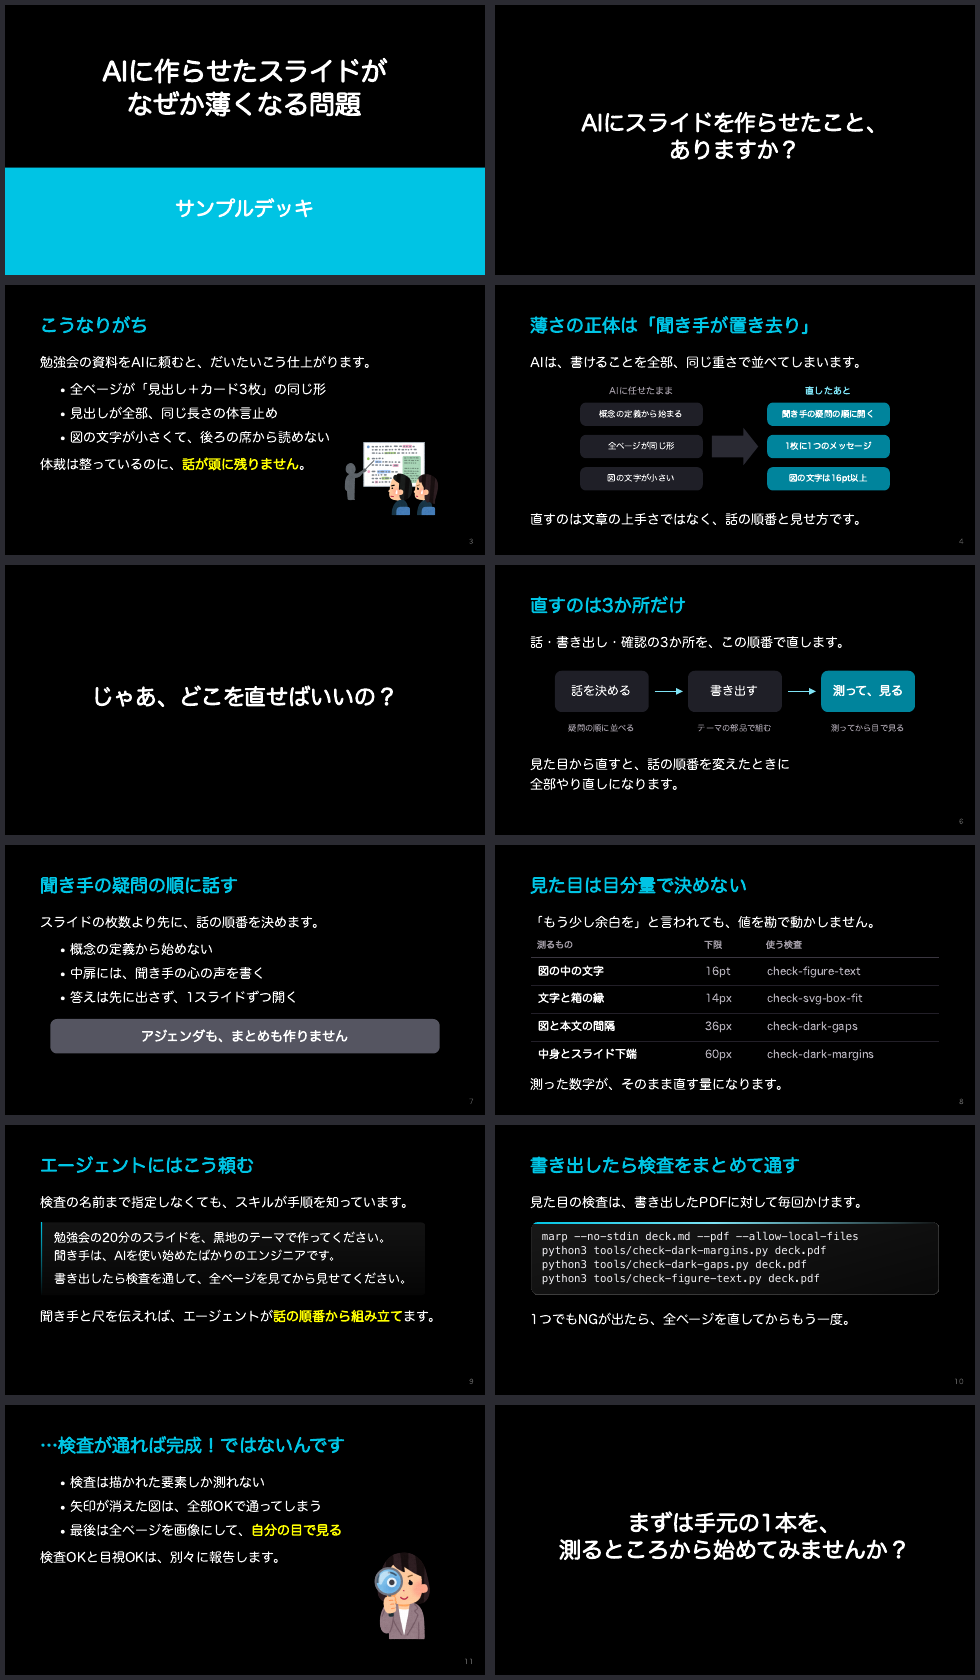 AIに作らせたスライドが
なぜか薄くなる問題
サンプルデッキ
AIにスライドを作らせたこと、
ありますか？
こうなりがち
勉強会の資料をAIに頼むと、だいたいこう仕上がります。
• 全ページが「見出し＋カード3枚」の同じ形
• 見出しが全部、同じ長さの体言止め
• 図の文字が小さくて、後ろの席から読めない
体裁は整っているのに、話が頭に残りません。
3
薄さの正体は「聞き手が置き去り」
AIは、書けることを全部、同じ重さで並べてしまいます。
AIに任せたまま
直したあと
概念の定義から始まる
聞き手の疑問の順に開く
全ページが同じ形
1枚に1つのメッセージ
図の文字が小さい
図の文字は16pt以上
直すのは文章の上手さではなく、話の順番と見せ方です。
4
じゃあ、どこを直せばいいの？
直すのは3か所だけ
話・書き出し・確認の3か所を、この順番で直します。
話を決める
書き出す
測って、見る
疑問の順に並べる
テーマの部品で組む
測ってから目で見る
見た目から直すと、話の順番を変えたときに
全部やり直しになります。
6
聞き手の疑問の順に話す
スライドの枚数より先に、話の順番を決めます。
• 概念の定義から始めない
• 中扉には、聞き手の心の声を書く
• 答えは先に出さず、1スライドずつ開く
アジェンダも、まとめも作りません
7
見た目は目分量で決めない
「もう少し余白を」と言われても、値を勘で動かしません。
測るもの 下限 使う検査
図の中の文字 16pt check-figure-text
文字と箱の縁 14px check-svg-box-fit
図と本文の間隔 36px check-dark-gaps
中身とスライド下端 60px check-dark-margins
測った数字が、そのまま直す量になります。
8
エージェントにはこう頼む
検査の名前まで指定しなくても、スキルが手順を知っています。
勉強会の20分のスライドを、黒地のテーマで作ってください。
聞き手は、AIを使い始めたばかりのエンジニアです。
書き出したら検査を通して、全ページを見てから見せてください。
聞き手と尺を伝えれば、エージェントが話の順番から組み立てます。
9
書き出したら検査をまとめて通す
見た目の検査は、書き出したPDFに対して毎回かけます。
marp --no-stdin deck.md --pdf --allow-local-files
python3 tools/check-dark-margins.py deck.pdf
python3 tools/check-dark-gaps.py deck.pdf
python3 tools/check-figure-text.py deck.pdf
1つでもNGが出たら、全ページを直してからもう一度。
10
…検査が通れば完成！ではないんです
• 検査は描かれた要素しか測れない
• 矢印が消えた図は、全部OKで通ってしまう
• 最後は全ページを画像にして、自分の目で見る
検査OKと目視OKは、別々に報告します。
11
まずは手元の1本を、
測るところから始めてみませんか？